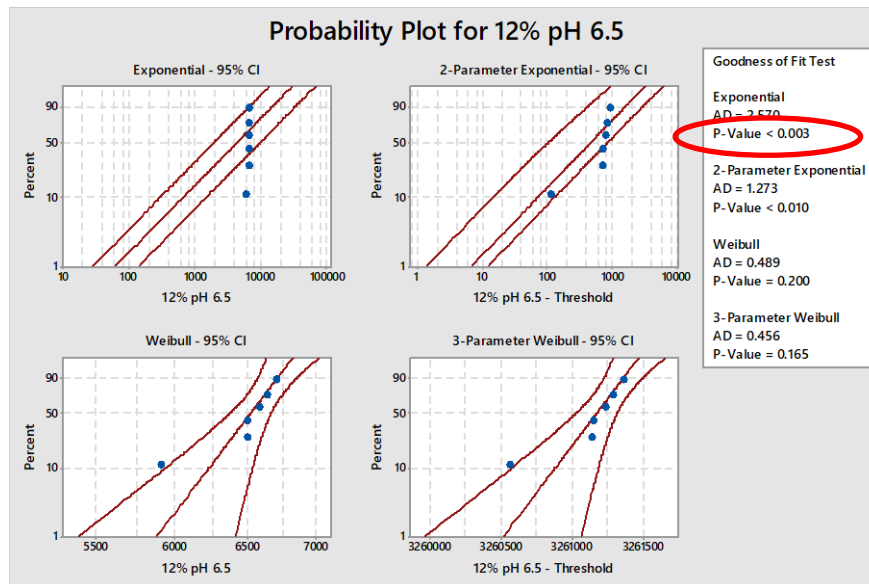 Probability Plot for 12% pH 6.5
Exponential - 95% CI
Percent
90
50
10
1
10 100 1000 10000 100000
12% pH 6.5
2-Parameter Exponential - 95% CI
Percent
90
50
10
1
1 10 100 1000 10000
12% pH 6.5 - Threshold
Weibull - 95% CI
Percent
90
50
10
1
5500 6000 6500 7000
12% pH 6.5
3-Parameter Weibull - 95% CI
Percent
90
50
10
1
3260000 3260500 3261000 3261500
12% pH 6.5 - Threshold
Goodness of Fit Test
Exponential
AD = 2.570
P-Value < 0.003
2-Parameter Exponential
AD = 1.273
P-Value < 0.010
Weibull
AD = 0.489
P-Value = 0.200
3-Parameter Weibull
AD = 0.456
P-Value = 0.165